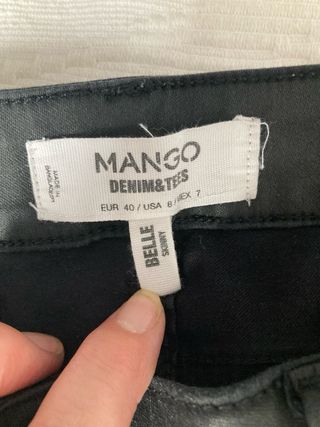 MANGO
DENIM&TEES
EUR 40 / USA 8 / MEX 7
MADE IN
BANGLADESH
BELLE
SKINNY